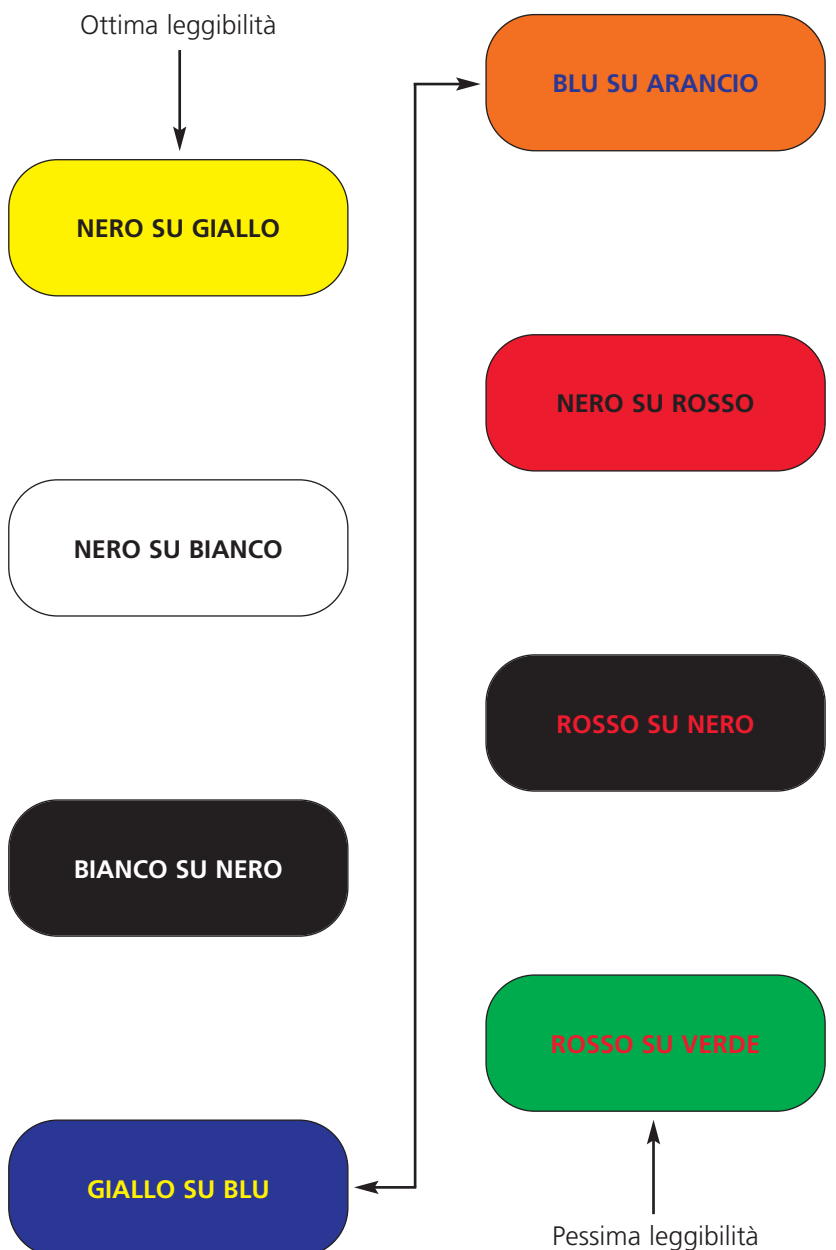 Ottima leggibilità
NERO SU GIALLO
NERO SU BIANCO
BIANCO SU NERO
GIALLO SU BLU
BLU SU ARANCIO
NERO SU ROSSO
ROSSO SU NERO
ROSSO SU VERDE
Pessima leggibilità